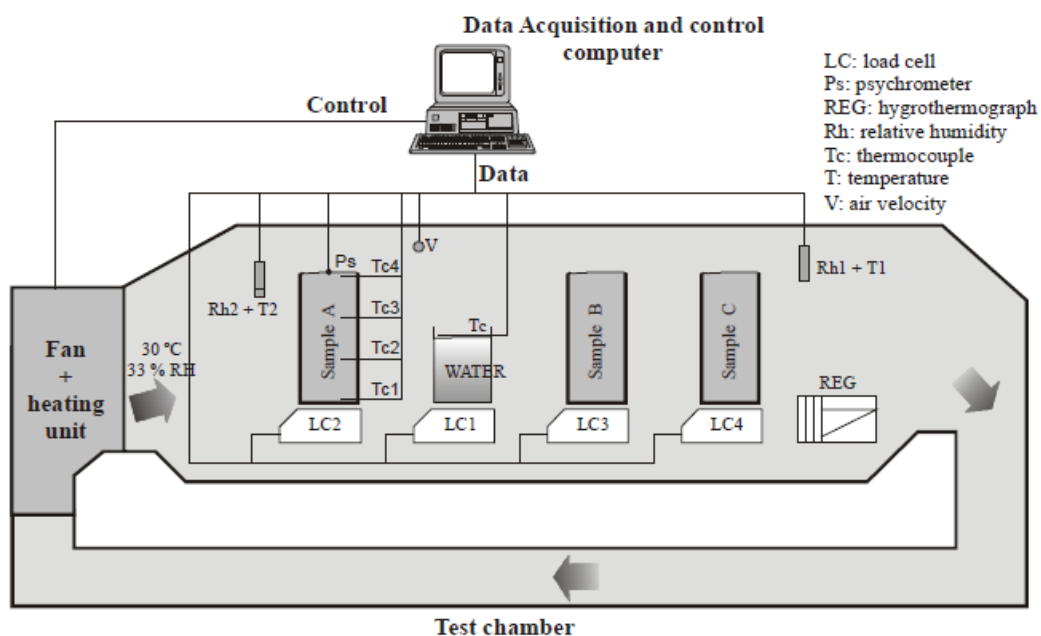 Data Acquisition and control
computer
LC: load cell
Ps: psychrometer
REG: hygrothermograph
Rh: relative humidity
Tc: thermocouple
T: temperature
V: air velocity
Control
Data
Ps
V
Tc4
Rh1 + T1
Rh2 + T2
Tc3
Sample A
Sample B
Sample C
Tc
Fan
+
heating
unit
30 °C
33 % RH
Tc2
WATER
Tc1
REG
LC2
LC1
LC3
LC4
Test chamber